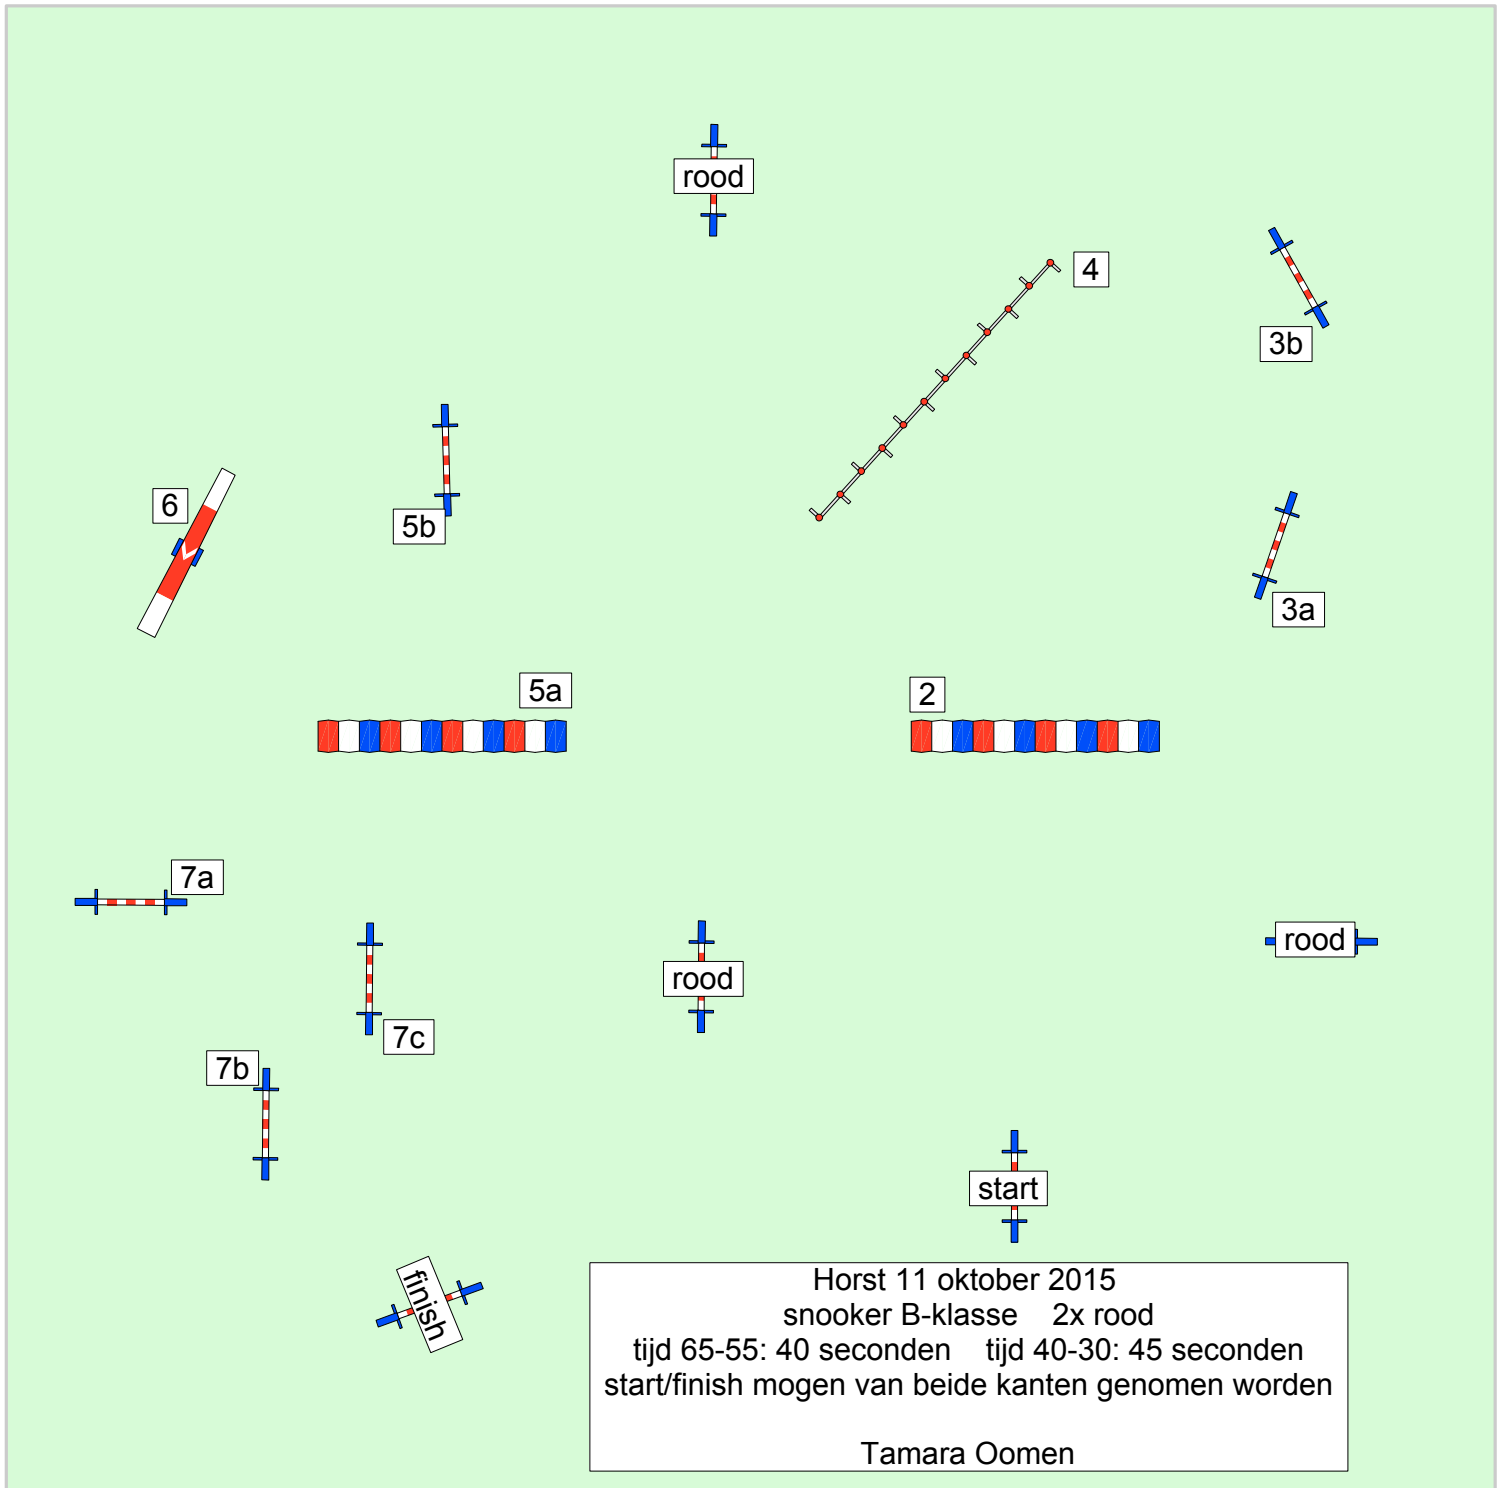 rood
4
3b
6
5b
3a
5a
2
7a
rood
rood
7c
7b
start
finish
Horst 11 oktober 2015
snooker B-klasse 2x rood
tijd 65-55: 40 seconden tijd 40-30: 45 seconden
start/finish mogen van beide kanten genomen worden
Tamara Oomen